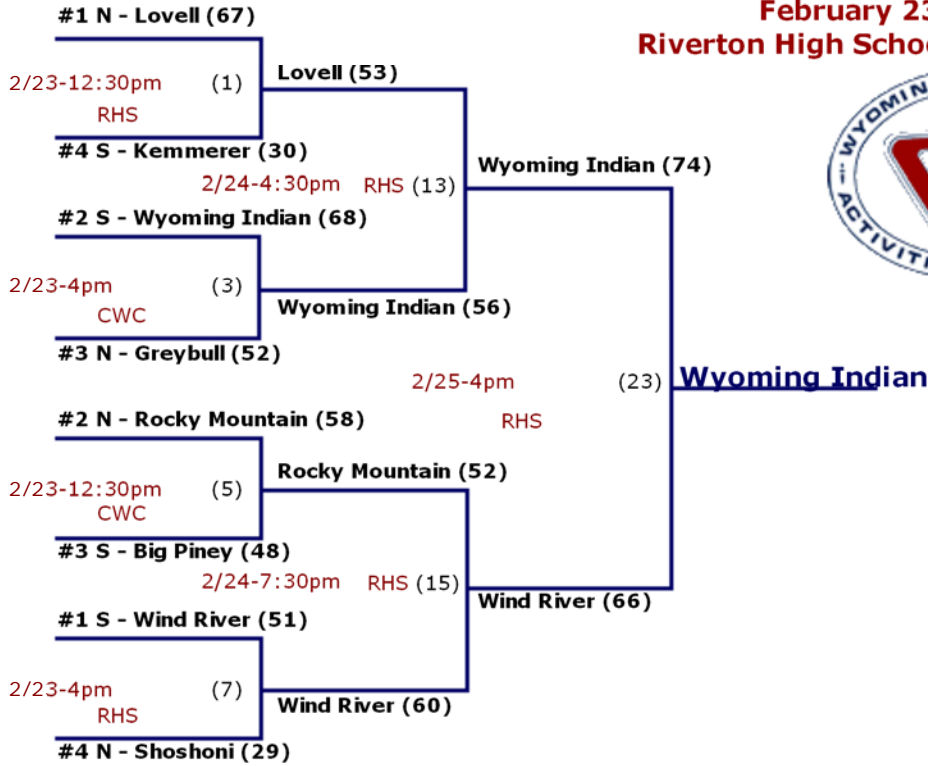 #1 N - Lovell (67)
February 23
Riverton High Schoo
2/23-12:30pm (1)
RHS
Lovell (53)
#4 S - Kemmerer (30)
2/24-4:30pm RHS (13)
Wyoming Indian (74)
#2 S - Wyoming Indian (68)
2/23-4pm (3)
CWC
Wyoming Indian (56)
#3 N - Greybull (52)
2/25-4pm (23)
RHS
Wyoming Indian
#2 N - Rocky Mountain (58)
2/23-12:30pm (5)
CWC
Rocky Mountain (52)
#3 S - Big Piney (48)
2/24-7:30pm RHS (15)
Wind River (66)
#1 S - Wind River (51)
2/23-4pm (7)
RHS
Wind River (60)
#4 N - Shoshoni (29)
WYOMIN
ACTIVITI